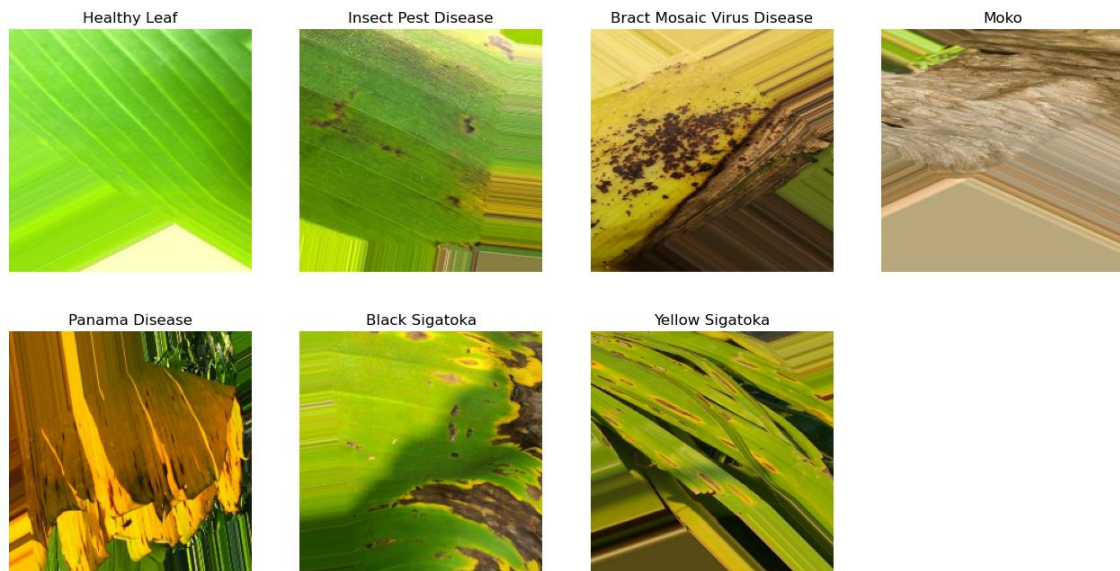 Healthy Leaf
Insect Pest Disease
Bract Mosaic Virus Disease
Moko
Panama Disease
Black Sigatoka
Yellow Sigatoka